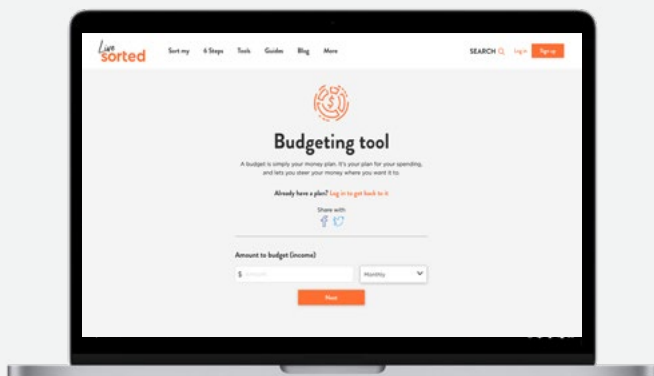 Live
sorted
Sort my 6 Steps Tools Guides Blog More
SEARCH Log in Sign up
$
Budgeting tool
A budget is simply your money plan. It's your plan for your spending,
and lets you steer your money where you want it to.
Already have a plan? Log in to get back to it
Share with
Amount to budget (income)
$ Amount Monthly
Next